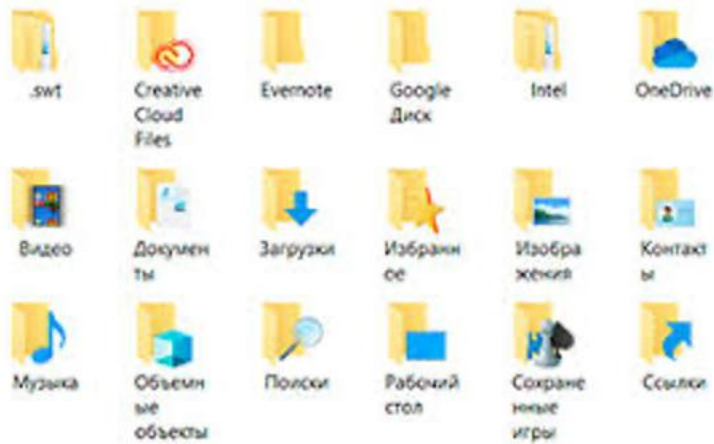 .swt
Creative
Cloud
Files
Evernote
Google
Диск
Intel
OneDrive
Видео
Докумен
ты
Загрузки
Избранн
ое
Изобра
жения
Контакт
ы
Музыка
Объемн
ые
объекты
Поиски
Рабочий
стол
Сохране
нные
игры
Ссылки